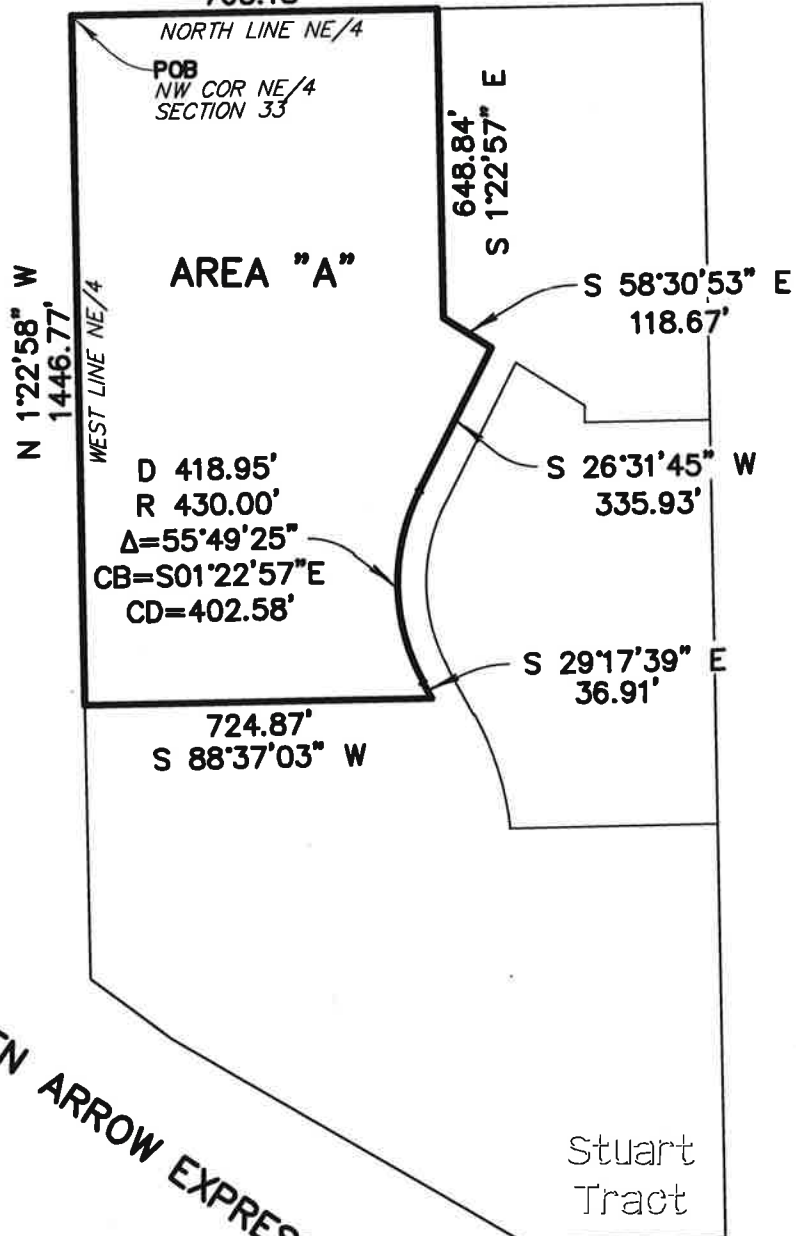 NORTH LINE NE/4
POB
NW COR NE/4
SECTION 33
648.84'
S 1°22'57" E
AREA "A"
S 58°30'53" E
118.67'
N 1°22'58" W
1446.77'
WEST LINE NE/4
D 418.95'
R 430.00'
Δ=55°49'25"
CB=S01°22'57"E
CD=402.58'
S 26°31'45" W
335.93'
S 29°17'39" E
36.91'
724.87'
S 88°37'03" W
ARROW
Stuart
Tract